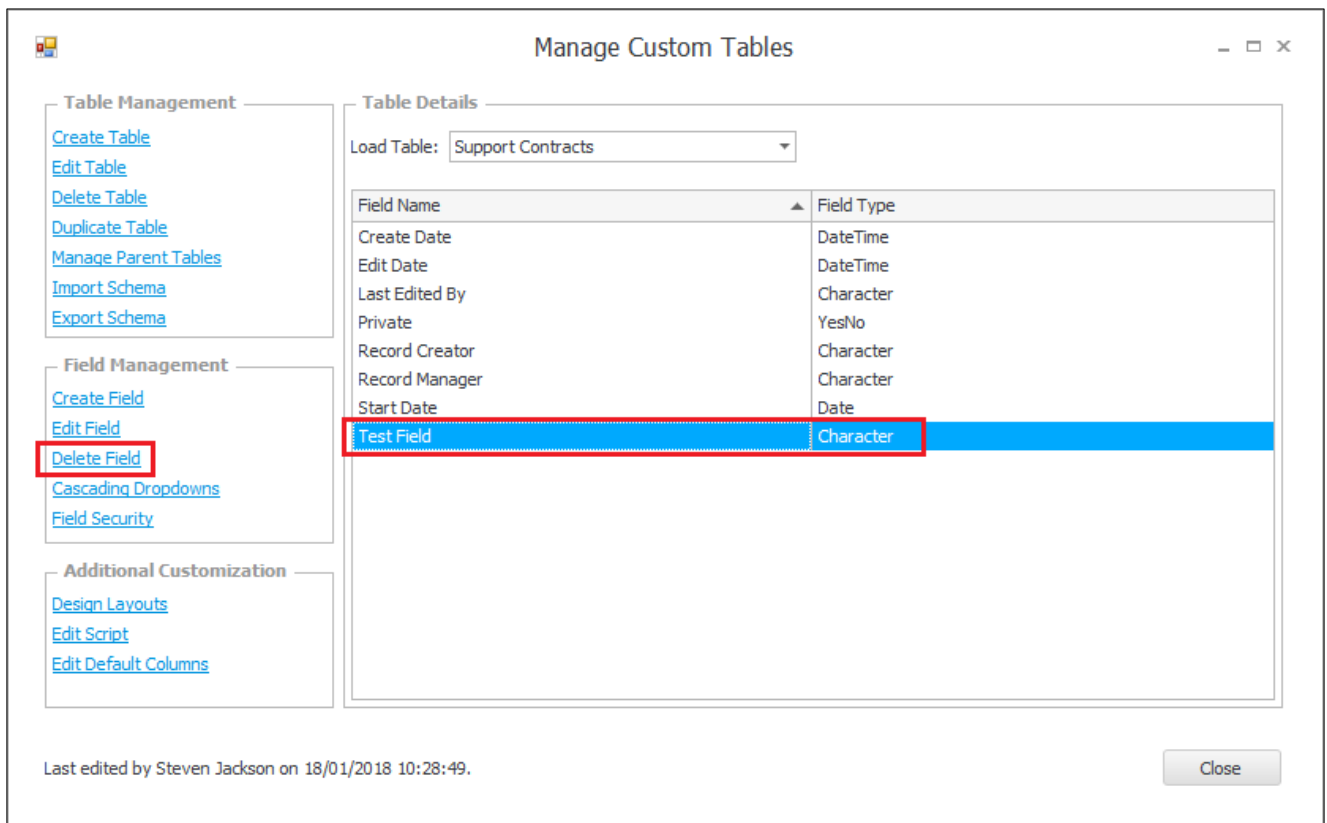 Manage Custom Tables
Table Management
Create Table
Edit Table
Delete Table
Duplicate Table
Manage Parent Tables
Import Schema
Export Schema
Field Management
Create Field
Edit Field
Delete Field
Cascading Dropdowns
Field Security
Additional Customization
Design Layouts
Edit Script
Edit Default Columns
Table Details
Load Table: Support Contracts
Field Name Field Type
Create Date DateTime
Edit Date DateTime
Last Edited By Character
Private YesNo
Record Creator Character
Record Manager Character
Start Date Date
Test Field Character
Last edited by Steven Jackson on 18/01/2018 10:28:49.
Close